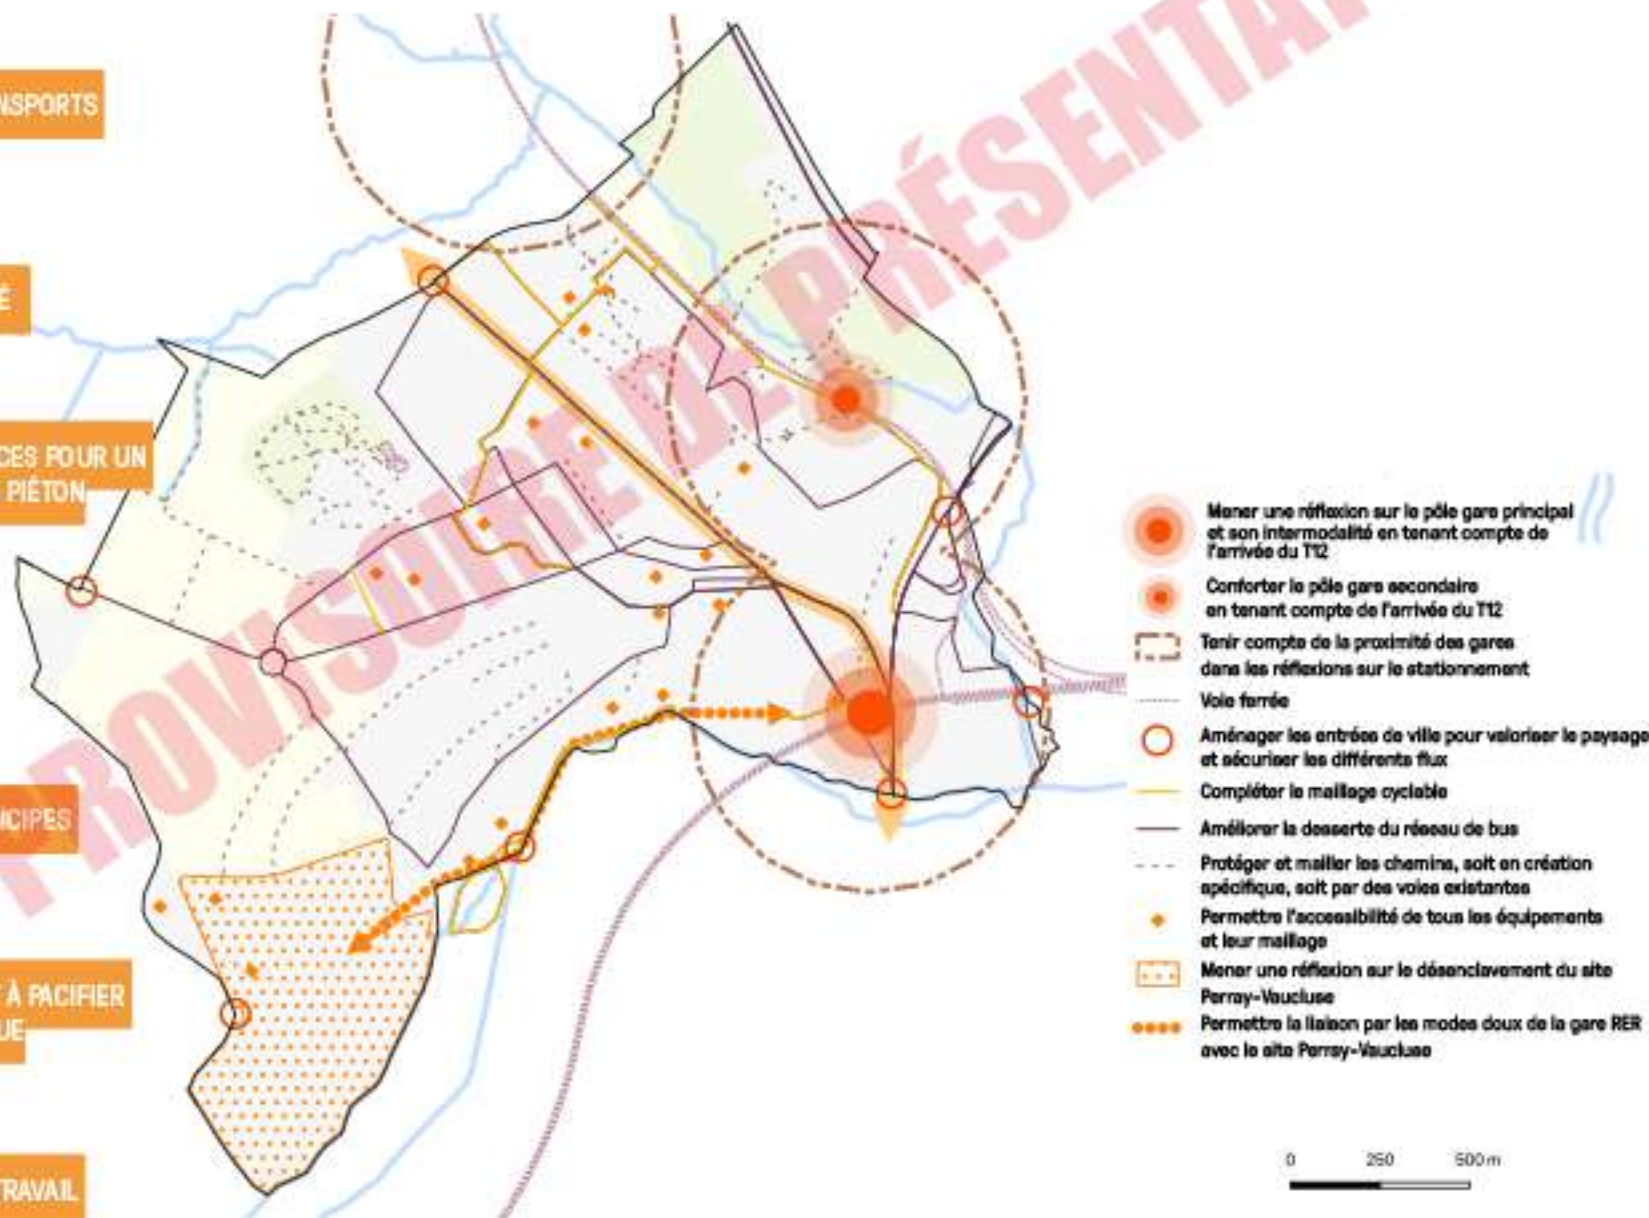 NSPORTS
É
CES POUR UN
PIÉTON
NCIPES
À PACIFIER
UE
TRAVAIL
PROVISOIRE DE PRÉSENTA
Mener une réflexion sur le pôle gare principal
et son intermodalité en tenant compte de
l'arrivée du T12
Conforter le pôle gare secondaire
en tenant compte de l'arrivée du T12
Tenir compte de la proximité des gares
dans les réflexions sur le stationnement
Voie ferrée
Aménager les entrées de ville pour valoriser le paysage
et sécuriser les différents flux
Compléter le maillage cyclable
Améliorer la desserte du réseau de bus
Protéger et mailler les chemins, soit en création
spécifique, soit par des voies existantes
Permettre l'accessibilité de tous les équipements
et leur maillage
Mener une réflexion sur le désenclavement du site
Perray-Vaucluse
Permettre la liaison par les modes doux de la gare RER
avec le site Perray-Vaucluse
0 250 500 m